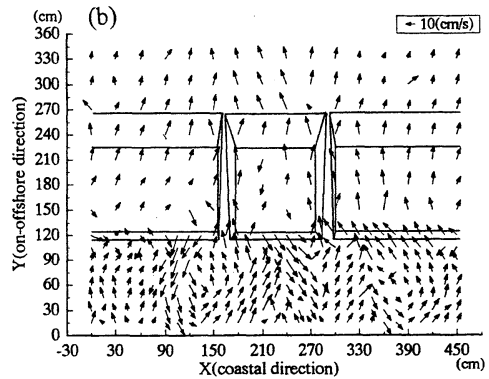 (cm)
(b)
10(cm/s)
360
330
300
270
240
210
180
150
120
90
60
30
0
Y(on-offshore direction)
-30 30 90 150 210 270 330 390 (cm) 450
X(coastal direction)